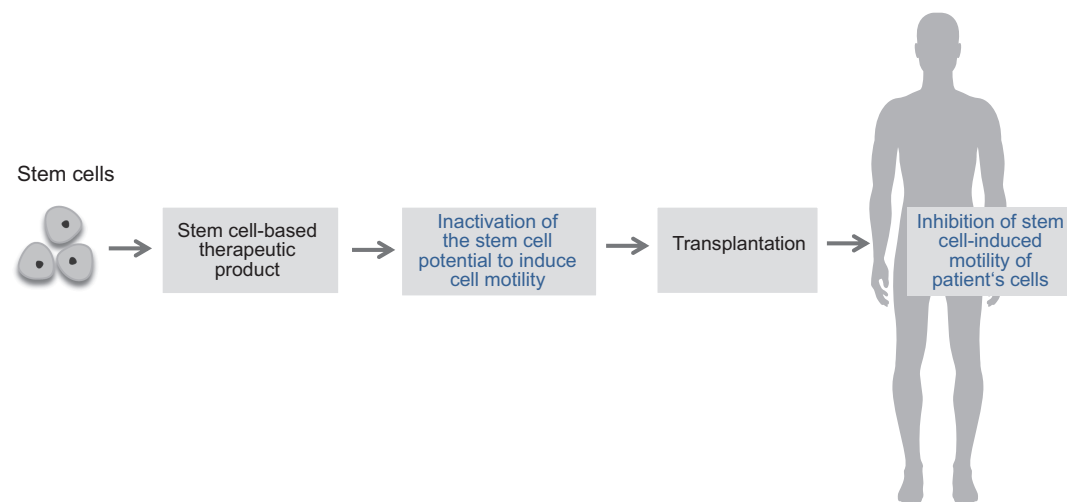 Stem cells
Stem cell-based
therapeutic
product
Inactivation of
the stem cell
potential to induce
cell motility
Transplantation
Inhibition of stem
cell-induced
motility of
patient‘s cells